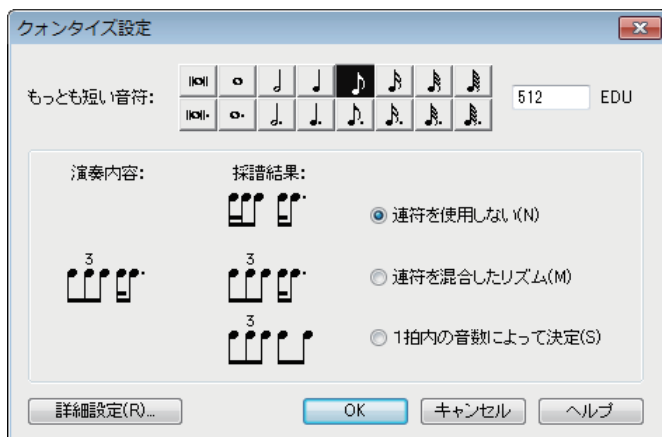 クォンタイズ設定
もっとも短い音符:
512 EDU
演奏内容: 採譜結果:
連符を使用しない(N)
3 3
連符を混合したリズム(M)
3
1拍内の音数によって決定(S)
詳細設定(R)... OK キャンセル ヘルプ